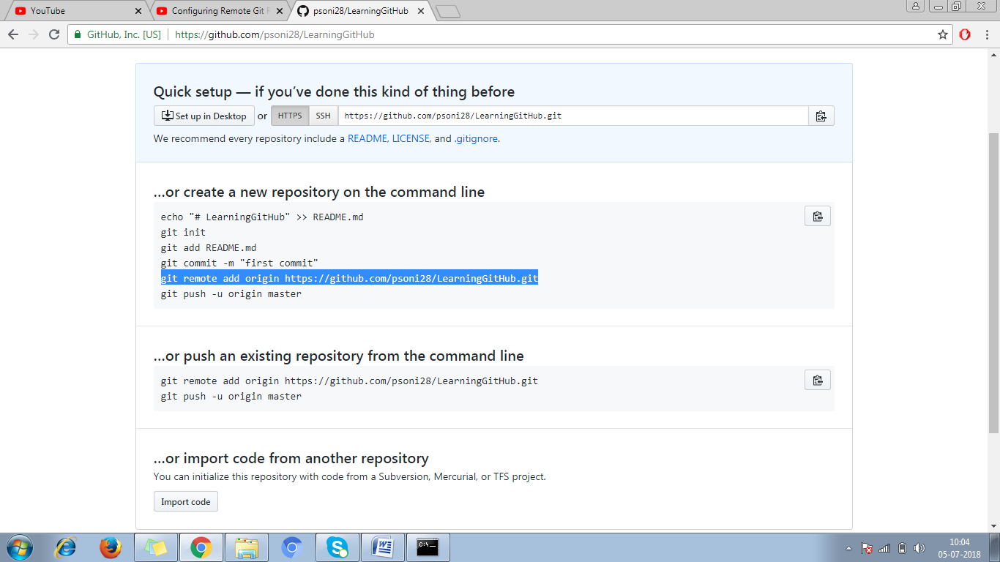 YouTube
Configuring Remote Git R
psoni28/LearningGitHub
GitHub, Inc. [US]
https://github.com/psoni28/LearningGitHub
Quick setup — if you’ve done this kind of thing before
Set up in Desktop or HTTPS SSH https://github.com/psoni28/LearningGitHub.git
We recommend every repository include a README, LICENSE, and .gitignore.
…or create a new repository on the command line
echo "# LearningGitHub" >> README.md
git init
git add README.md
git commit -m "first commit"
git remote add origin https://github.com/psoni28/LearningGitHub.git
git push -u origin master
…or push an existing repository from the command line
git remote add origin https://github.com/psoni28/LearningGitHub.git
git push -u origin master
…or import code from another repository
You can initialize this repository with code from a Subversion, Mercurial, or TFS project.
Import code
10:04
05-07-2018